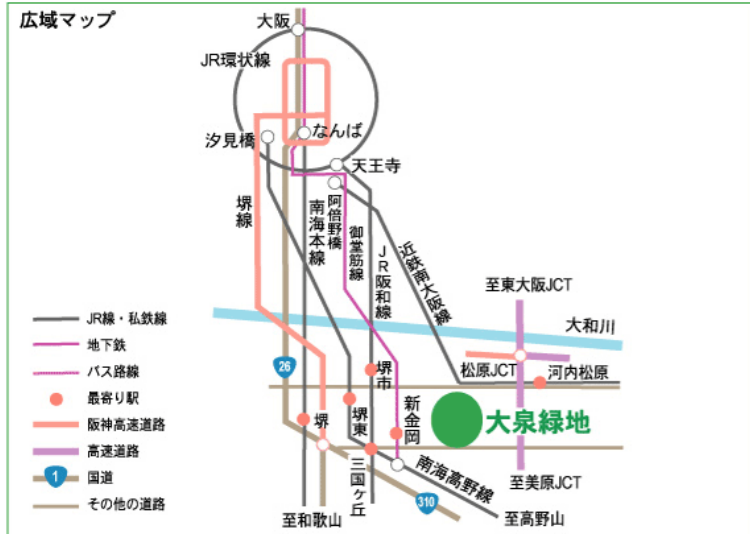 広域マップ
大阪
JR環状線
なんば
汐見橋
天王寺
阿倍野橋
堺線
南海本線
御堂筋線
JR阪和線
近鉄南大阪線
至東大阪JCT
大和川
松原JCT
河内松原
JR線・私鉄線
地下鉄
バス路線
最寄り駅
阪神高速道路
高速道路
1
国道
その他の道路
26
堺市
新金岡
大泉緑地
堺
堺東
三国ヶ丘
南海高野線
310
至和歌山
至高野山
至美原JCT